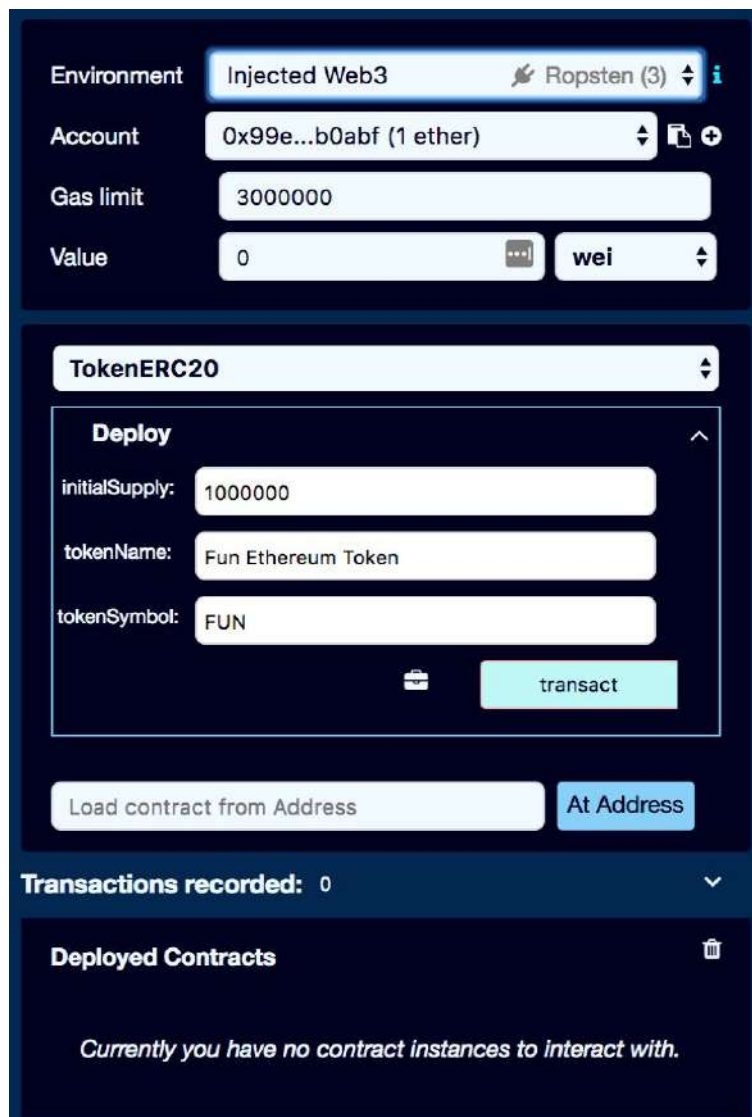 Environment Injected Web3 Ropsten (3) i
Account 0x99e...b0abf (1 ether)
Gas limit 3000000
Value 0 wei
TokenERC20
Deploy
initialSupply: 1000000
tokenName: Fun Ethereum Token
tokenSymbol: FUN
transact
Load contract from Address At Address
Transactions recorded: 0
Deployed Contracts
Currently you have no contract instances to interact with.